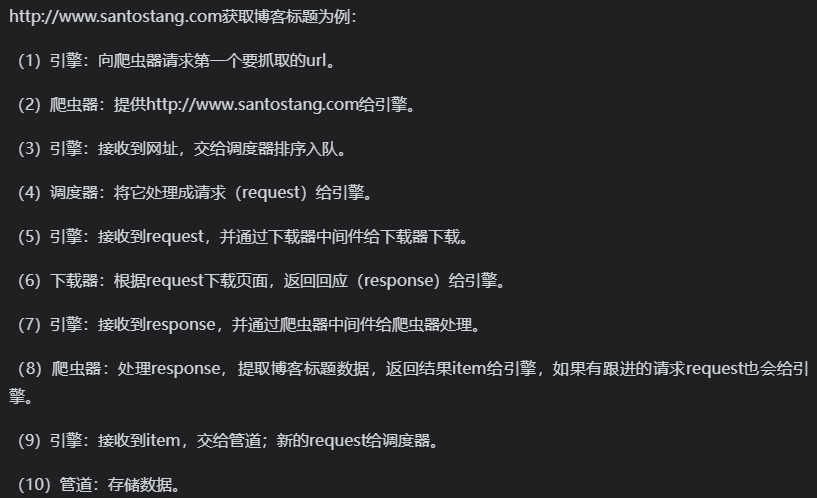 http://www.santostang.com获取博客标题为例：
（1）引擎：向爬虫器请求第一个要抓取的url。
（2）爬虫器：提供http://www.santostang.com给引擎。
（3）引擎：接收到网址，交给调度器排序入队。
（4）调度器：将它处理成请求（request）给引擎。
（5）引擎：接收到request，并通过下载器中间件给下载器下载。
（6）下载器：根据request下载页面，返回回应（response）给引擎。
（7）引擎：接收到response，并通过爬虫器中间件给爬虫器处理。
（8）爬虫器：处理response，提取博客标题数据，返回结果item给引擎，如果有跟进的请求request也会给引
擎。
（9）引擎：接收到item，交给管道；新的request给调度器。
（10）管道：存储数据。